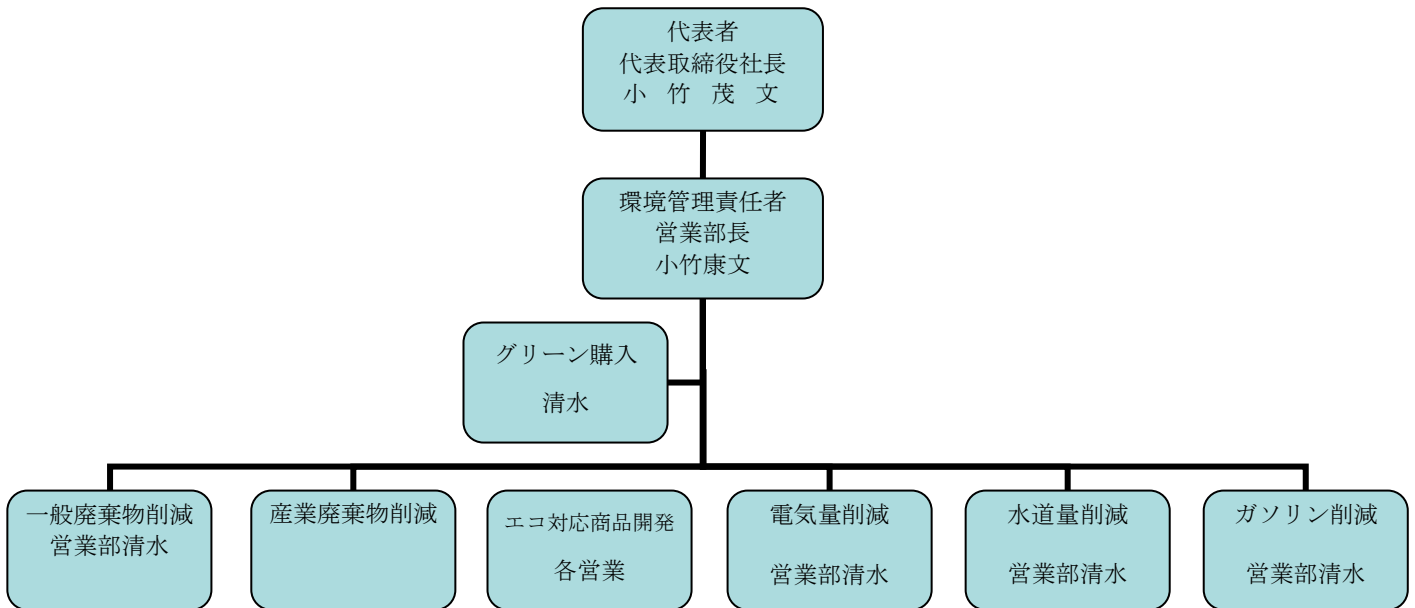 代表者
代表取締役社長
小 竹 茂 文
環境管理責任者
営業部長
小竹康文
グリーン購入
清水
一般廃棄物削減
営業部清水
産業廃棄物削減
エコ対応商品開発
各営業
電気量削減
営業部清水
水道量削減
営業部清水
ガソリン削減
営業部清水